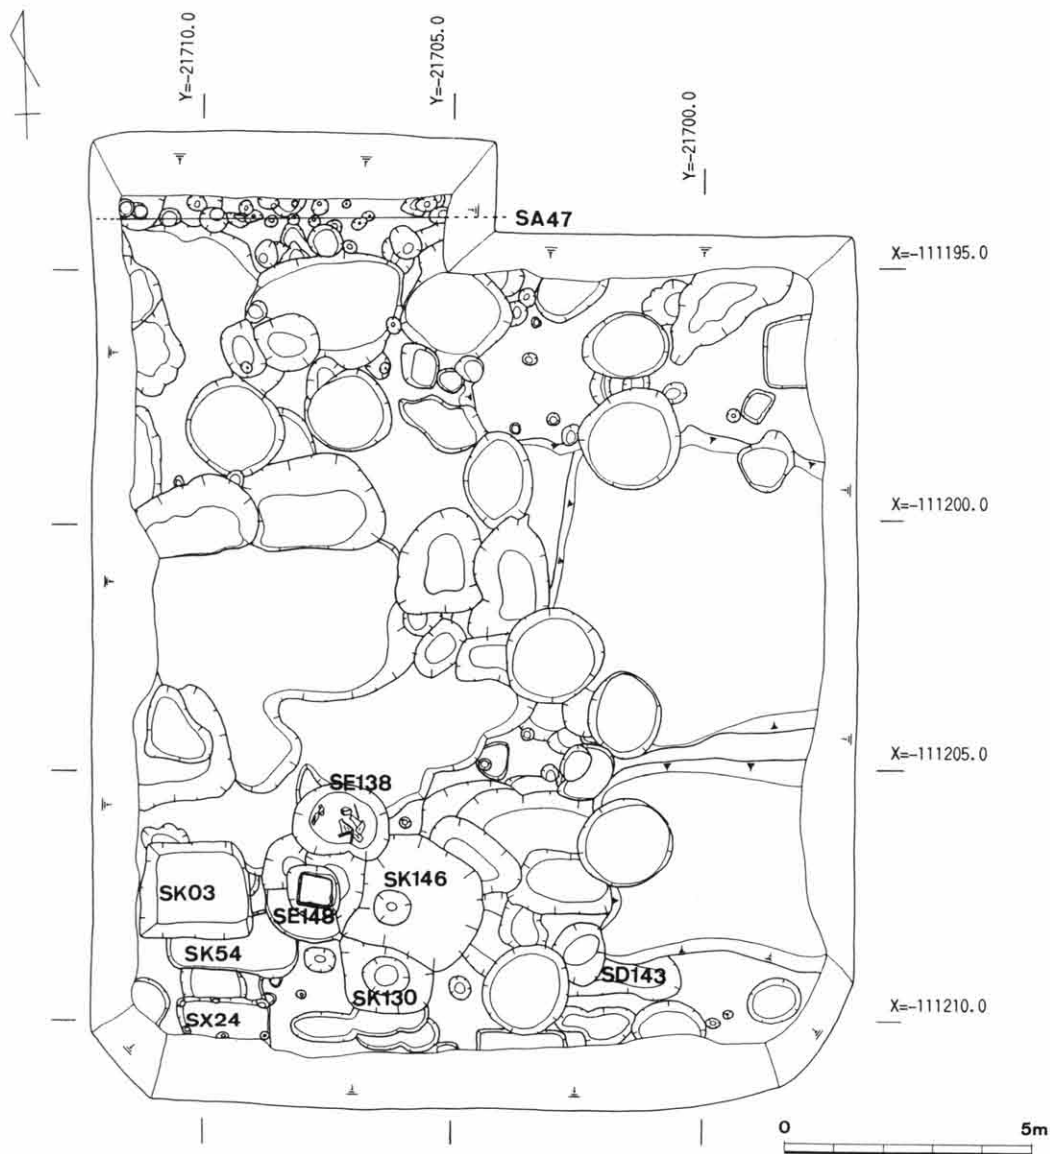 Y=-21710.0
Y=-21705.0
Y=-21700.0
SA47
X=-111195.0
X=-111200.0
X=-111205.0
SE138
SK03
SK146
SE148
SK54
SK130
SD143
SX24
X=-111210.0
0 5m